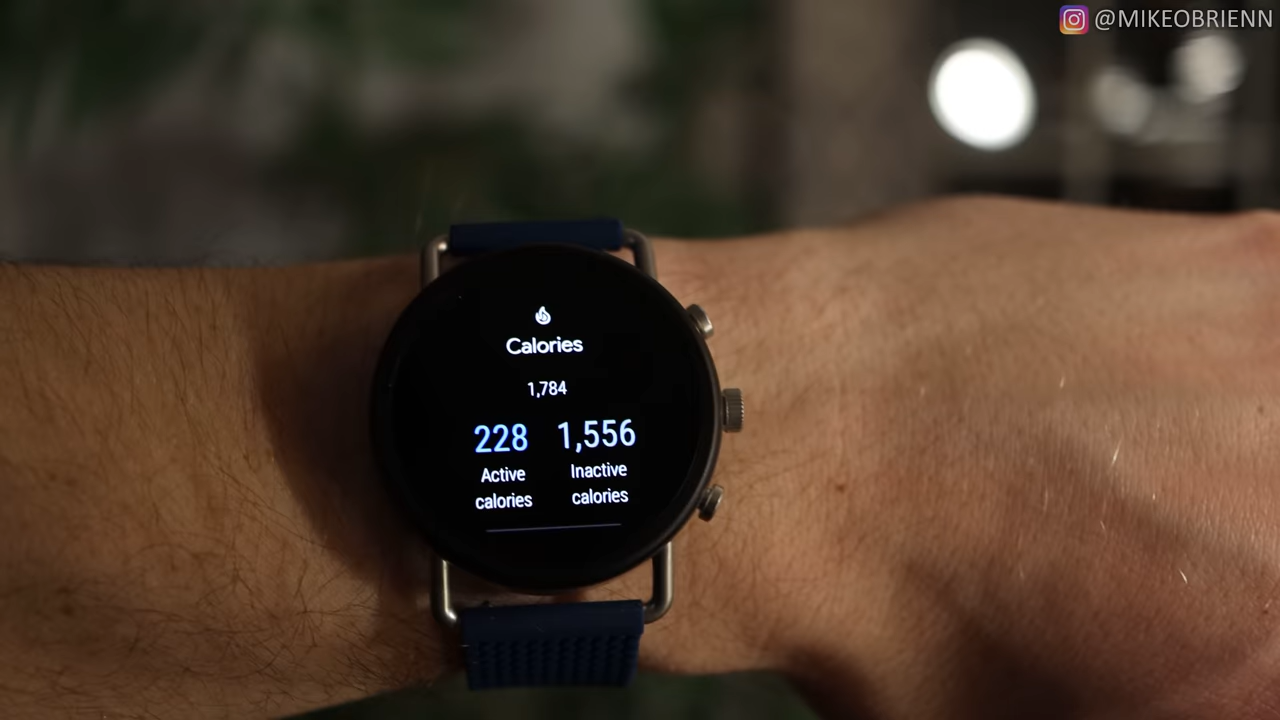 @MIKEOBRIENN
Calories
1,784
228 1,556
Active Inactive
calories calories